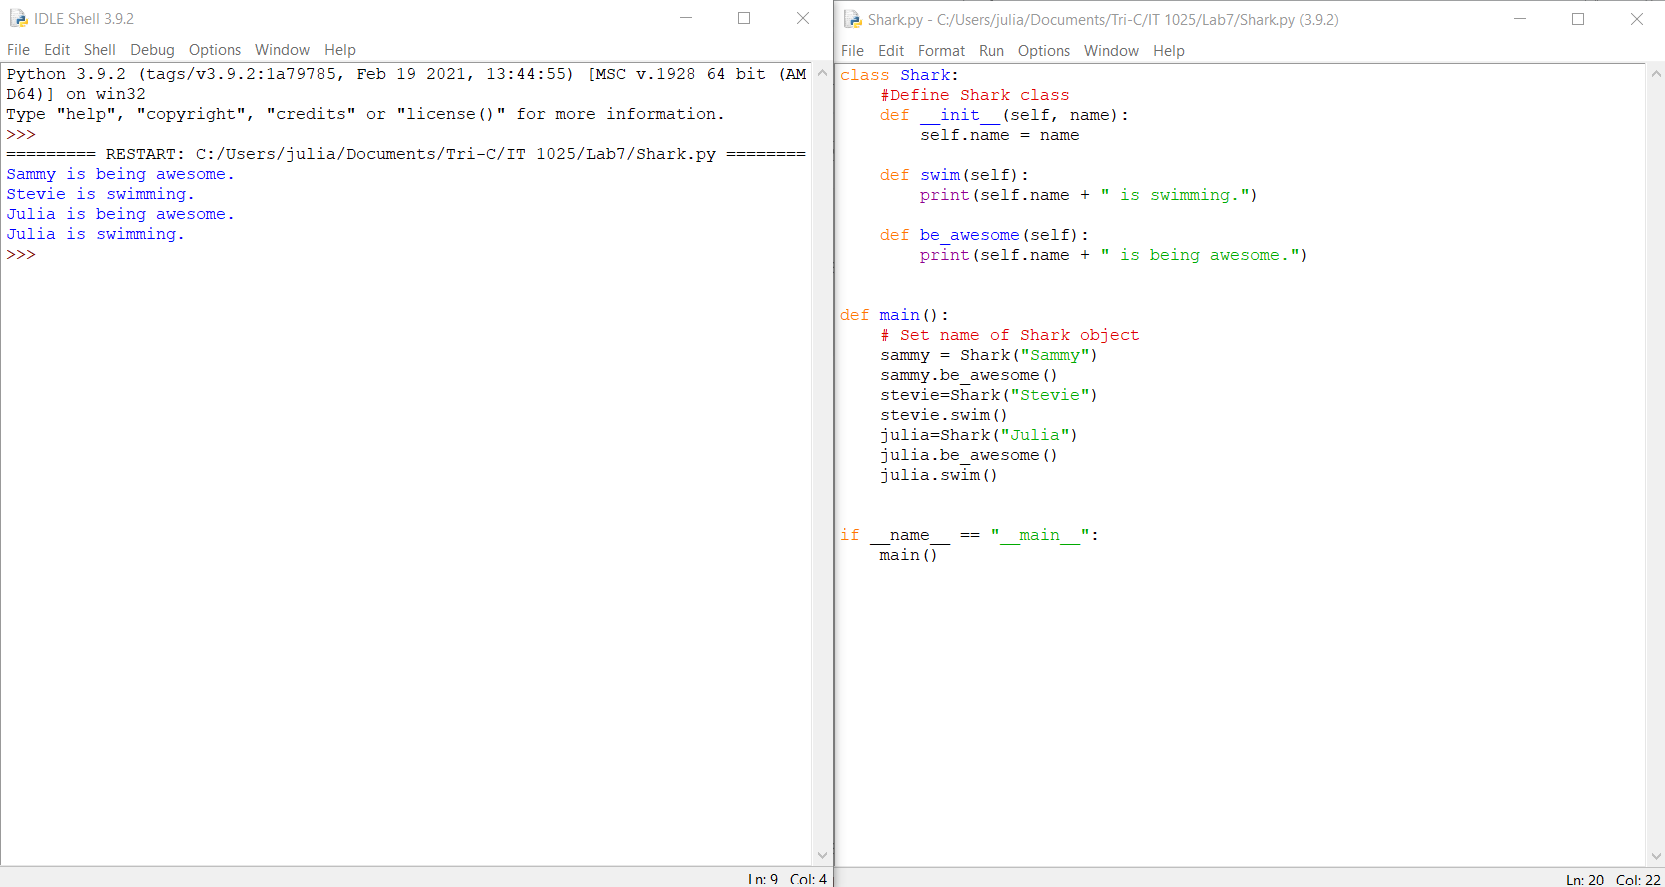 IDLE Shell 3.9.2
File Edit Shell Debug Options Window Help
Python 3.9.2 (tags/v3.9.2:1a79785, Feb 19 2021, 13:44:55) [MSC v.1928 64 bit (AM
D64)] on win32
Type "help", "copyright", "credits" or "license()" for more information.
>>>
========= RESTART: C:/Users/julia/Documents/Tri-C/IT 1025/Lab7/Shark.py ========
Sammy is being awesome.
Stevie is swimming.
Julia is being awesome.
Julia is swimming.
>>>
Ln: 9 Col: 4
Shark.py - C:/Users/julia/Documents/Tri-C/IT 1025/Lab7/Shark.py (3.9.2)
File Edit Format Run Options Window Help
class Shark:
    #Define Shark class
    def __init__(self, name):
        self.name = name
    def swim(self):
        print(self.name + " is swimming.")
    def be_awesome(self):
        print(self.name + " is being awesome.")
def main():
    # Set name of Shark object
    sammy = Shark("Sammy")
    sammy.be_awesome()
    stevie=Shark("Stevie")
    stevie.swim()
    julia=Shark("Julia")
    julia.be_awesome()
    julia.swim()
if __name__ == "__main__":
    main()
Ln: 20 Col: 22